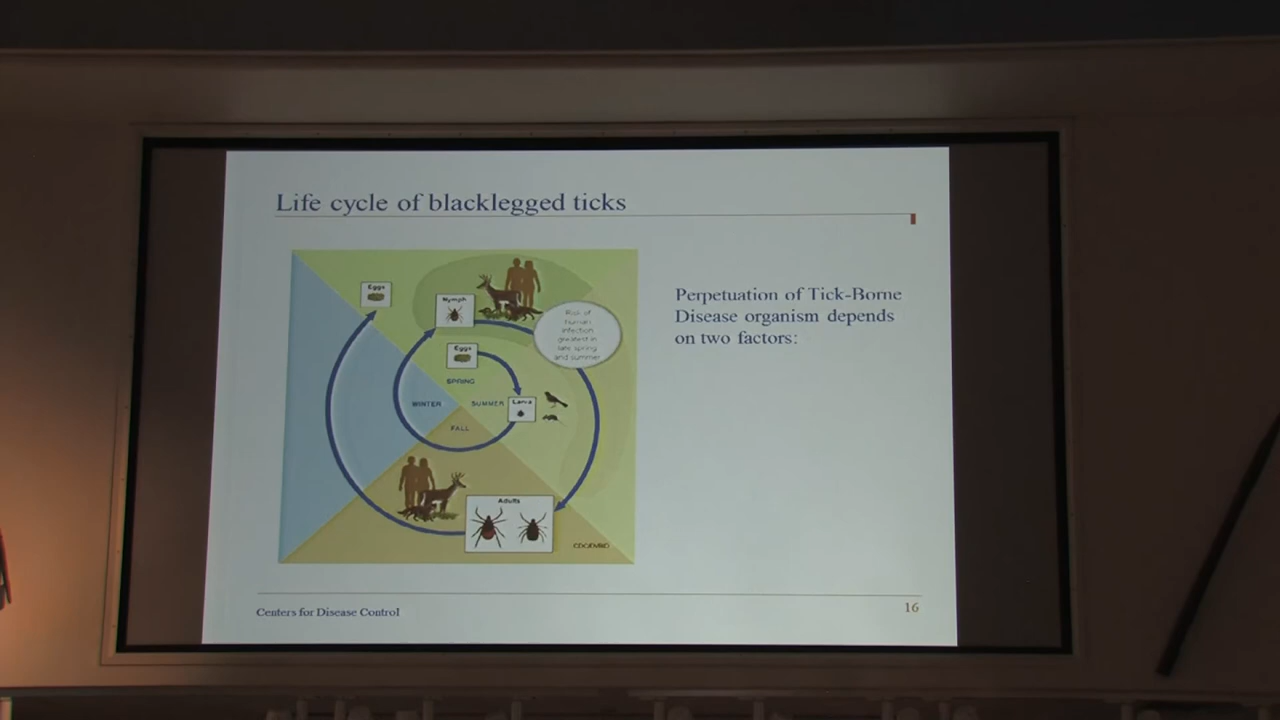 Life cycle of blacklegged ticks
Eggs
Nymph
Risk of
human
infection
greatest in
late spring
and summer
Eggs
SPRING
WINTER
SUMMER
Larva
FALL
Adults
CDC/DVBID
Perpetuation of Tick-Borne
Disease organism depends
on two factors:
Centers for Disease Control
16